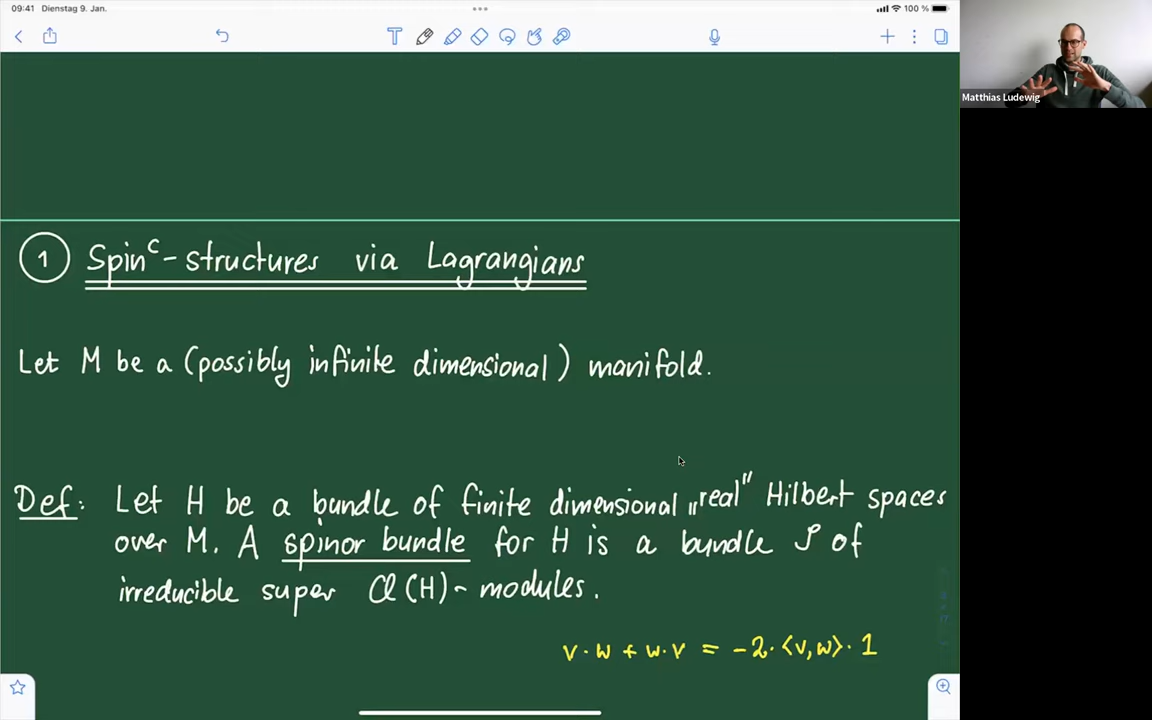 09:41 Dienstag 9. Jan.
100 %
Matthias Ludewig
1 Spin^c-structures via Lagrangians
Let M be a (possibly infinite dimensional) manifold.
Def: Let H be a bundle of finite dimensional „real" Hilbert spaces
over M. A spinor bundle for H is a bundle 𝒮 of
irreducible super Cl(H)-modules.
v·w + w·v = -2·<v,w>·1